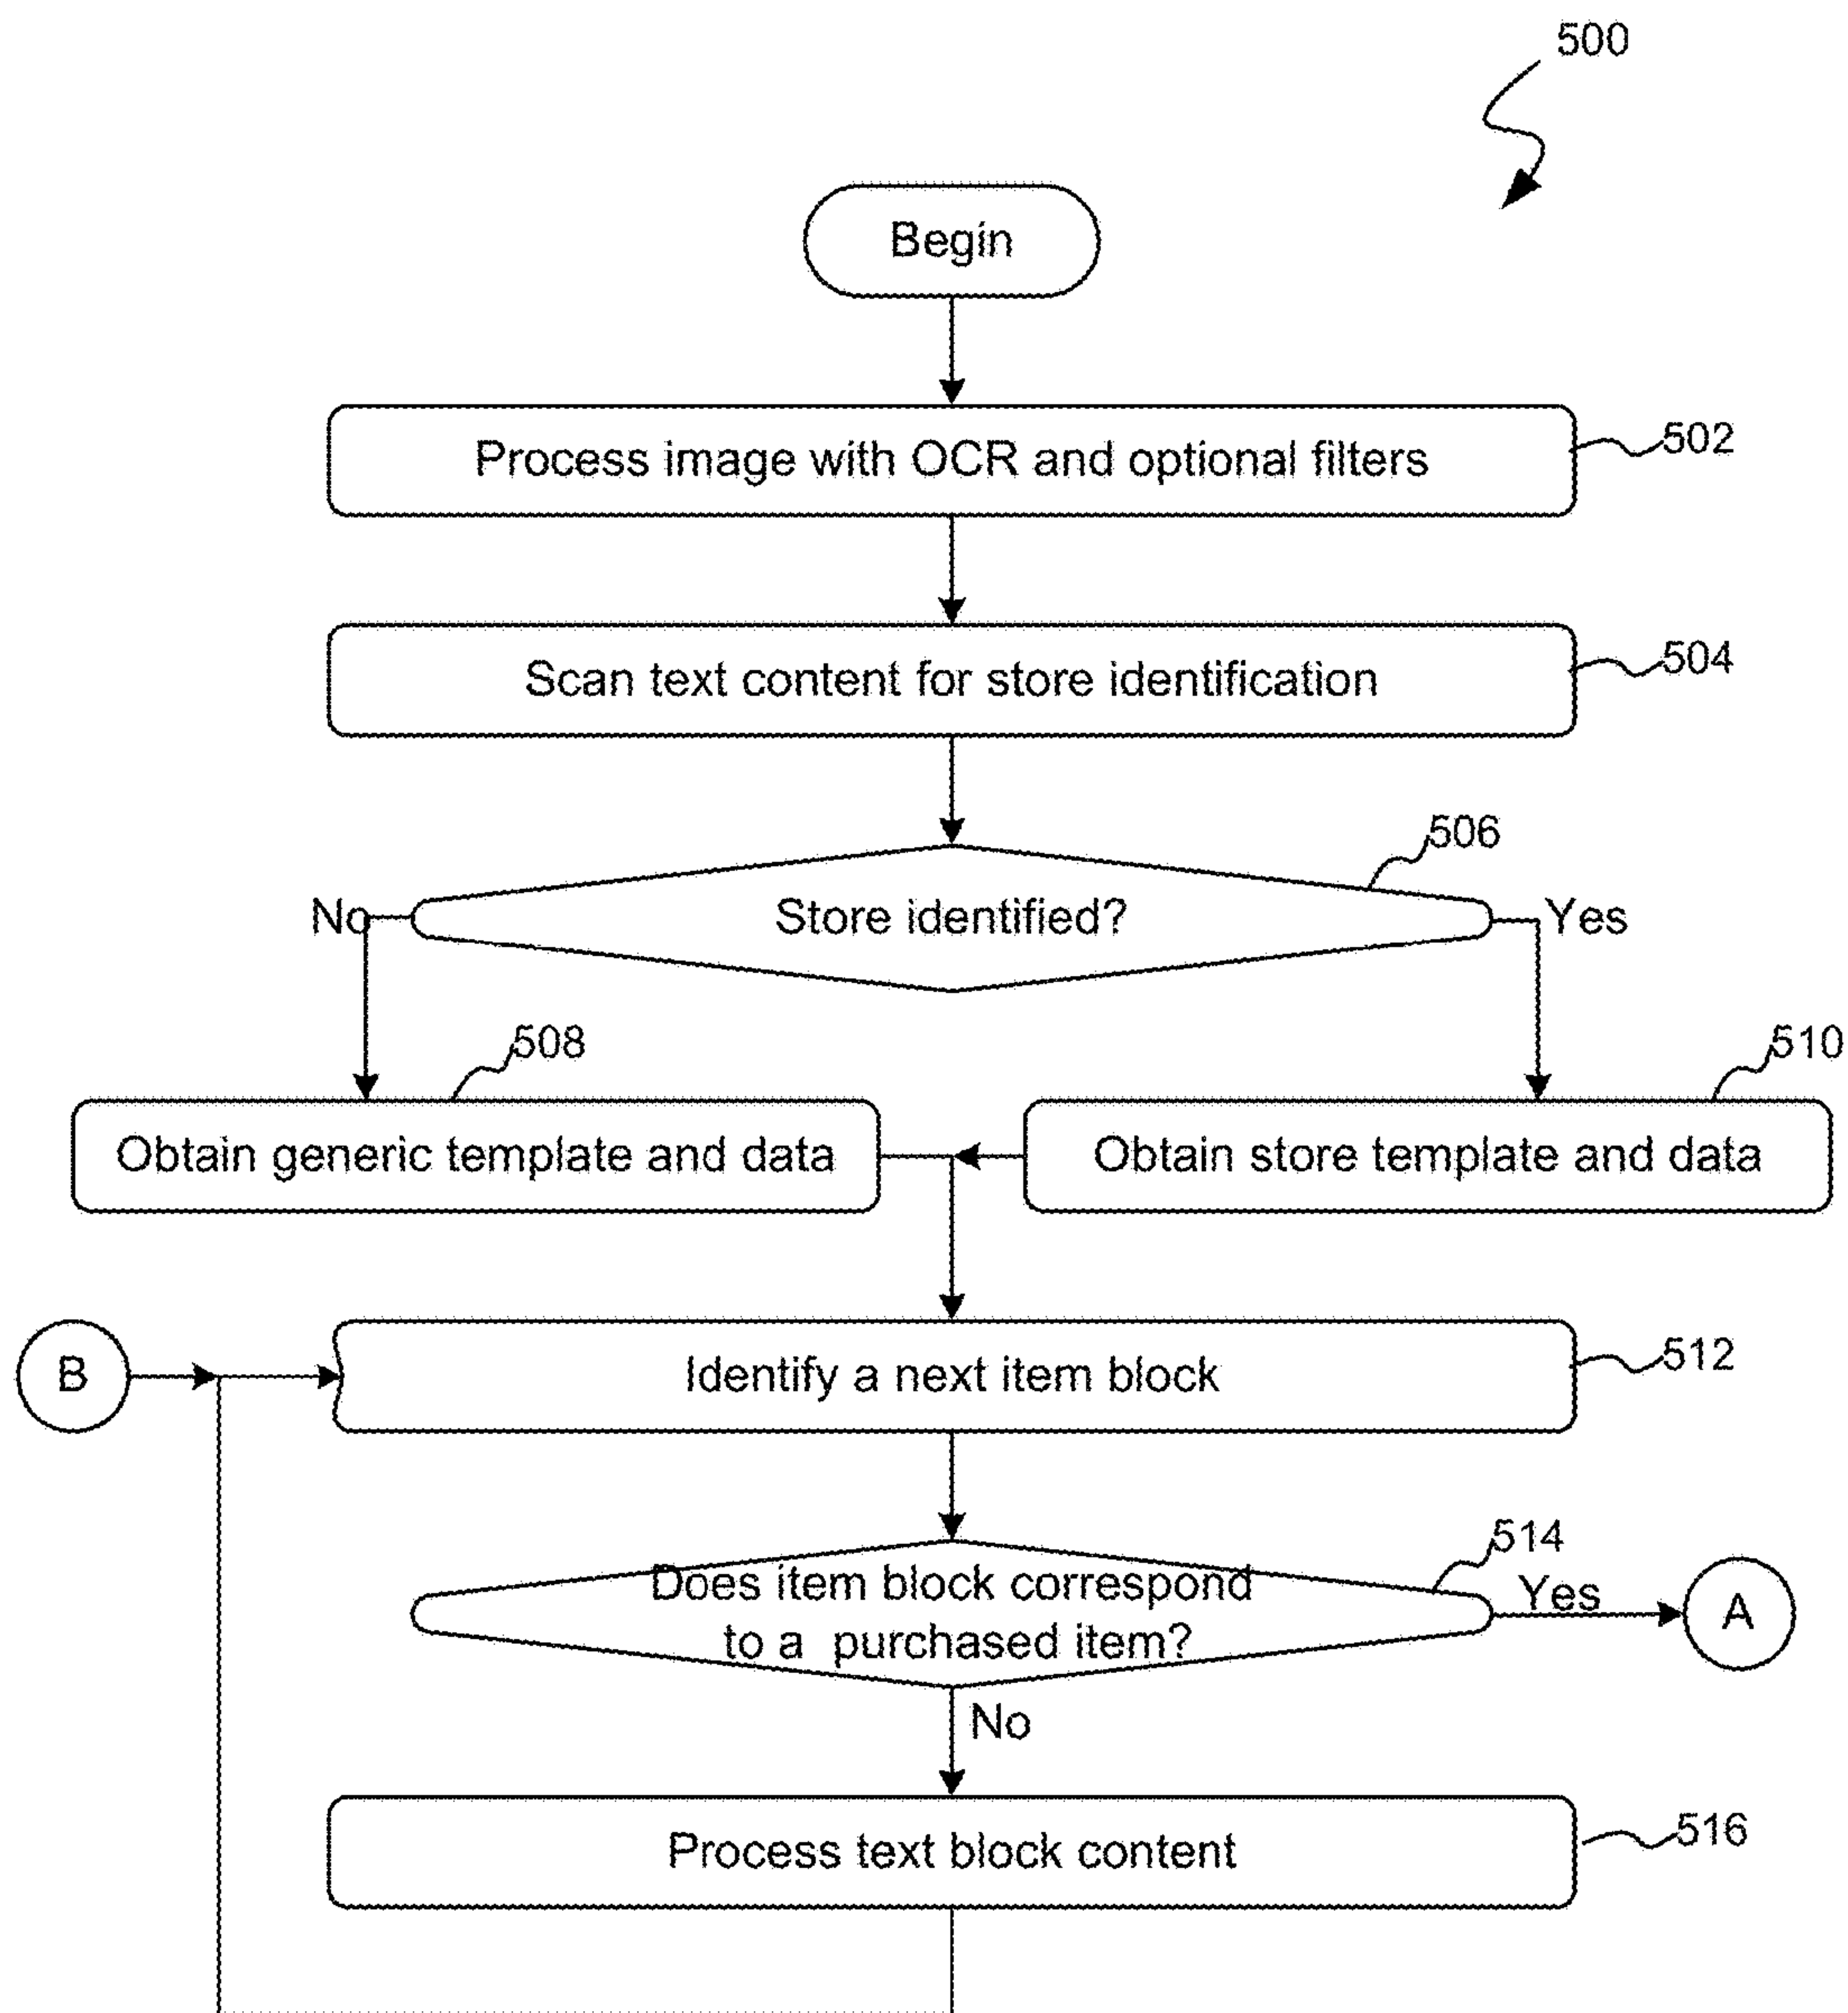 500
Begin
Process image with OCR and optional filters
502
Scan text content for store identification
504
506
No
Store identified?
Yes
508
510
Obtain generic template and data
Obtain store template and data
B
Identify a next item block
512
514
Does item block correspond
to a purchased item?
Yes
A
No
Process text block content
516